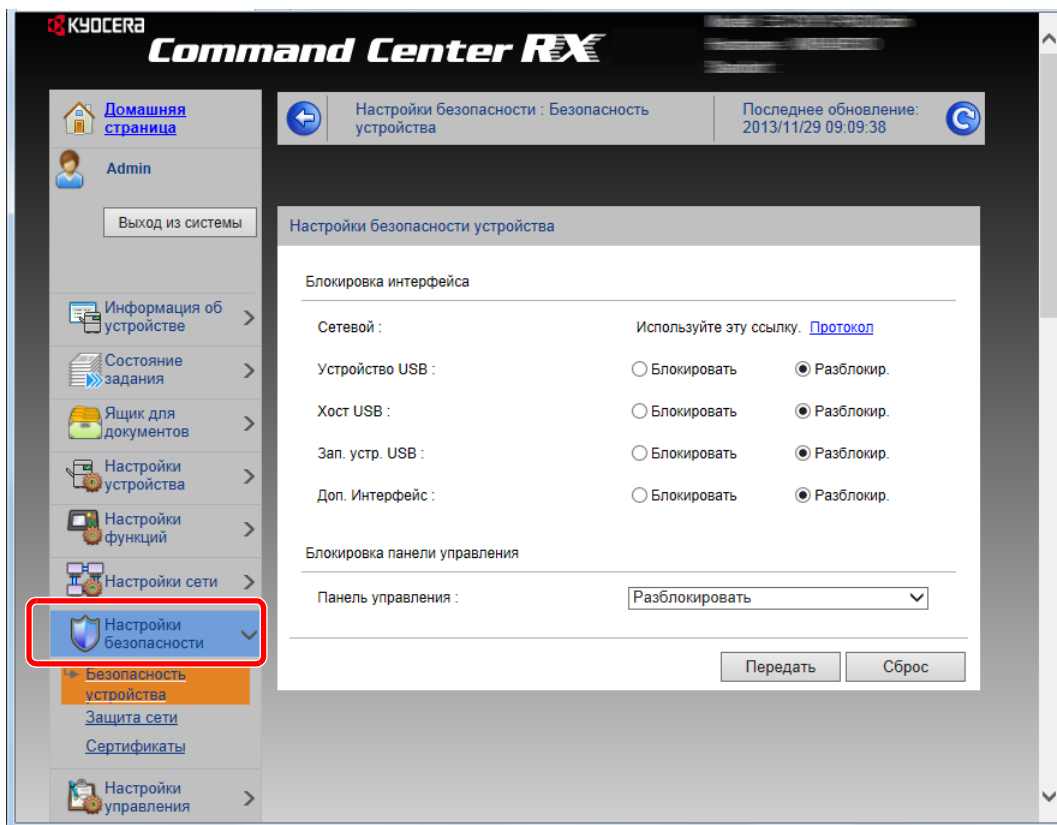 KYOCERA
Command Center RX
Домашняя
страница
Admin
Выход из системы
Информация об
устройстве
Состояние
задания
Ящик для
документов
Настройки
устройства
Настройки
функций
Настройки сети
Настройки
безопасности
Безопасность
устройства
Защита сети
Сертификаты
Настройки
управления
Настройки безопасности : Безопасность
устройства
Последнее обновление:
2013/11/29 09:09:38
Настройки безопасности устройства
Блокировка интерфейса
Сетевой : Используйте эту ссылку. Протокол
Устройство USB : Блокировать Разблокир.
Хост USB : Блокировать Разблокир.
Зап. устр. USB : Блокировать Разблокир.
Доп. Интерфейс : Блокировать Разблокир.
Блокировка панели управления
Панель управления : Разблокировать
Передать Сброс